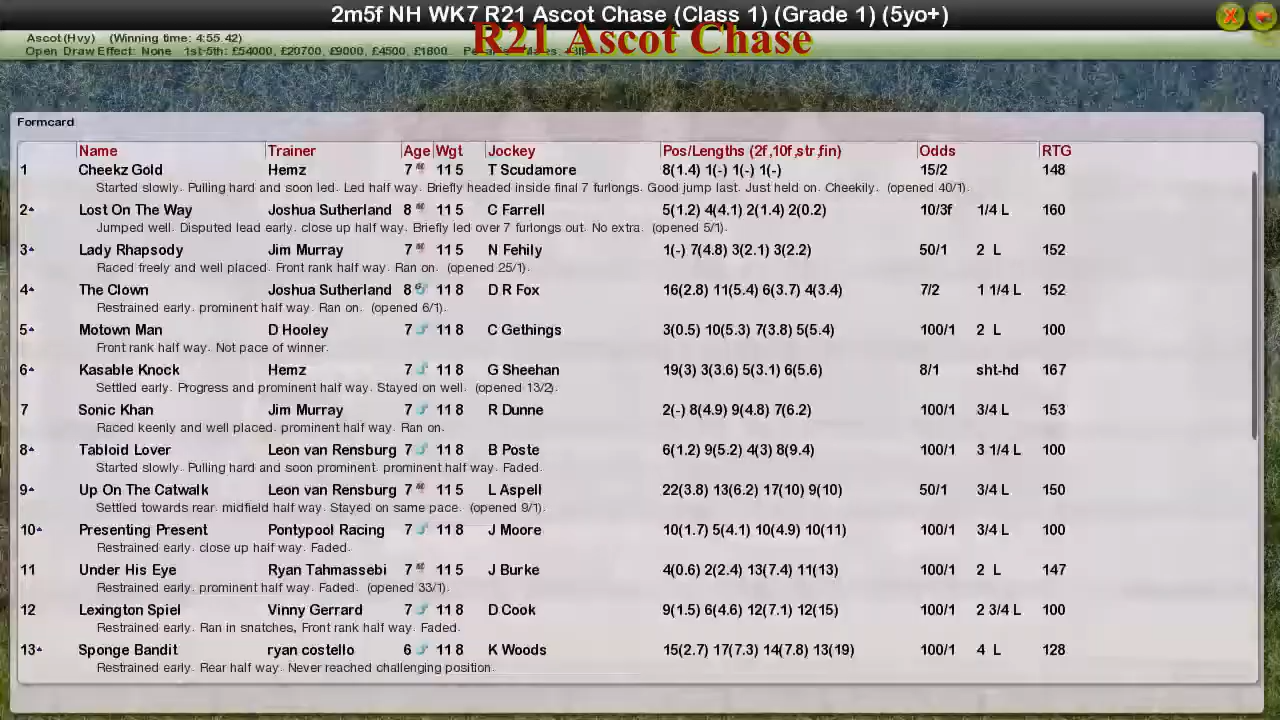 2m5f NH WK7 R21 Ascot Chase (Class 1) (Grade 1) (5yo+)
R21 Ascot Chase
Ascot (Hvy) (Winning time: 4:55.42)
Open Draw Effect: None 1st-5th: £54000, £20700, £9000, £4500, £1800.
Formcard
Name Trainer Age Wgt Jockey Pos/Lengths (2f,10f,str,fin) Odds RTG
1 Cheekz Gold Hemz 7 11 5 T Scudamore 8(1.4) 1(-) 1(-) 1(-) 15/2 148
Started slowly. Pulling hard and soon led. Led half way. Briefly headed inside final 7 furlongs. Good jump last. Just held on. Cheekily. (opened 40/1).
2 Lost On The Way Joshua Sutherland 8 11 5 C Farrell 5(1.2) 4(4.1) 2(1.4) 2(0.2) 10/3f 1/4 L 160
Jumped well. Disputed lead early. close up half way. Briefly led over 7 furlongs out. No extra. (opened 5/1).
3 Lady Rhapsody Jim Murray 7 11 5 N Fehily 1(-) 7(4.8) 3(2.1) 3(2.2) 50/1 2 L 152
Raced freely and well placed. Front rank half way. Ran on. (opened 25/1).
4 The Clown Joshua Sutherland 8 11 8 D R Fox 16(2.8) 11(5.4) 6(3.7) 4(3.4) 7/2 1 1/4 L 152
Restrained early. prominent half way. Ran on. (opened 6/1).
5 Motown Man D Hooley 7 11 8 C Gethings 3(0.5) 10(5.3) 7(3.8) 5(5.4) 100/1 2 L 100
Front rank half way. Not pace of winner.
6 Kasable Knock Hemz 7 11 8 G Sheehan 19(3) 3(3.6) 5(3.1) 6(5.6) 8/1 sht-hd 167
Settled early. Progress and prominent half way. Stayed on well. (opened 13/2).
7 Sonic Khan Jim Murray 7 11 8 R Dunne 2(-) 8(4.9) 9(4.8) 7(6.2) 100/1 3/4 L 153
Raced keenly and well placed. prominent half way. Ran on.
8 Tabloid Lover Leon van Rensburg 7 11 8 B Poste 6(1.2) 9(5.2) 4(3) 8(9.4) 100/1 3 1/4 L 100
Started slowly. Pulling hard and soon prominent. prominent half way. Faded.
9 Up On The Catwalk Leon van Rensburg 7 11 5 L Aspell 22(3.8) 13(6.2) 17(10) 9(10) 50/1 3/4 L 150
Settled towards rear. midfield half way. Stayed on same pace. (opened 9/1).
10 Presenting Present Pontypool Racing 7 11 8 J Moore 10(1.7) 5(4.1) 10(4.9) 10(11) 100/1 3/4 L 100
Restrained early. close up half way. Faded.
11 Under His Eye Ryan Tahmassebi 7 11 5 J Burke 4(0.6) 2(2.4) 13(7.4) 11(13) 100/1 2 L 147
Restrained early. prominent half way. Faded. (opened 33/1).
12 Lexington Spiel Vinny Gerrard 7 11 8 D Cook 9(1.5) 6(4.6) 12(7.1) 12(15) 100/1 2 3/4 L 100
Restrained early. Ran in snatches, Front rank half way. Faded.
13 Sponge Bandit ryan costello 6 11 8 K Woods 15(2.7) 17(7.3) 14(7.8) 13(19) 100/1 4 L 128
Restrained early. Rear half way. Never reached challenging position.